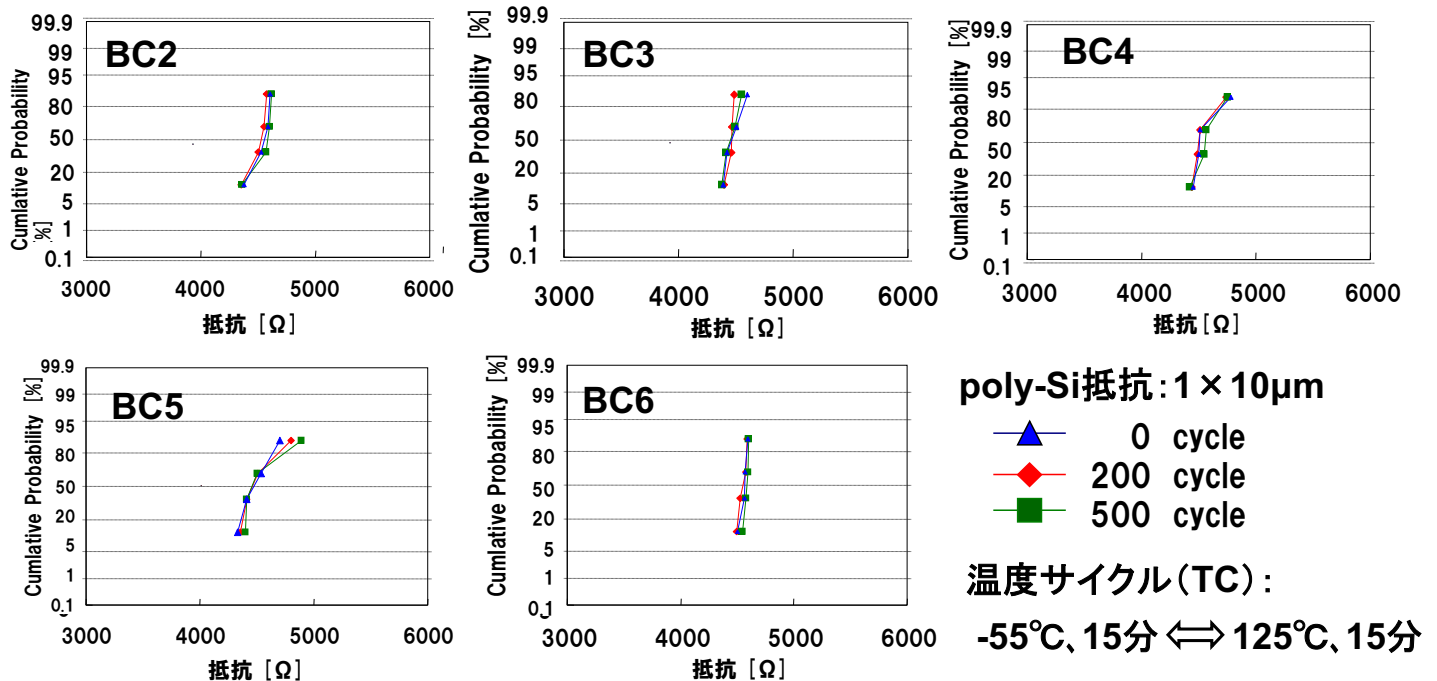 BC2
Cumlative Probability [%]
99.9
99
95
80
50
20
5
1
0.1
3000 4000 5000 6000
抵抗 [Ω]
BC3
Cumlative Probability [%]
99.9
99
95
80
50
20
5
1
0.1
3000 4000 5000 6000
抵抗 [Ω]
BC4
Cumlative Probability [%]
99.9
99
95
80
50
20
5
1
0.1
3000 4000 5000 6000
抵抗 [Ω]
BC5
Cumlative Probability [%]
99.9
99
95
80
50
20
5
1
0.1
3000 4000 5000 6000
抵抗 [Ω]
BC6
Cumlative Probability [%]
99.9
99
95
80
50
20
5
1
0.1
3000 4000 5000 6000
抵抗 [Ω]
poly-Si抵抗:1×10μm
0 cycle
200 cycle
500 cycle
温度サイクル(TC):
-55℃、15分 ⇔ 125℃、15分